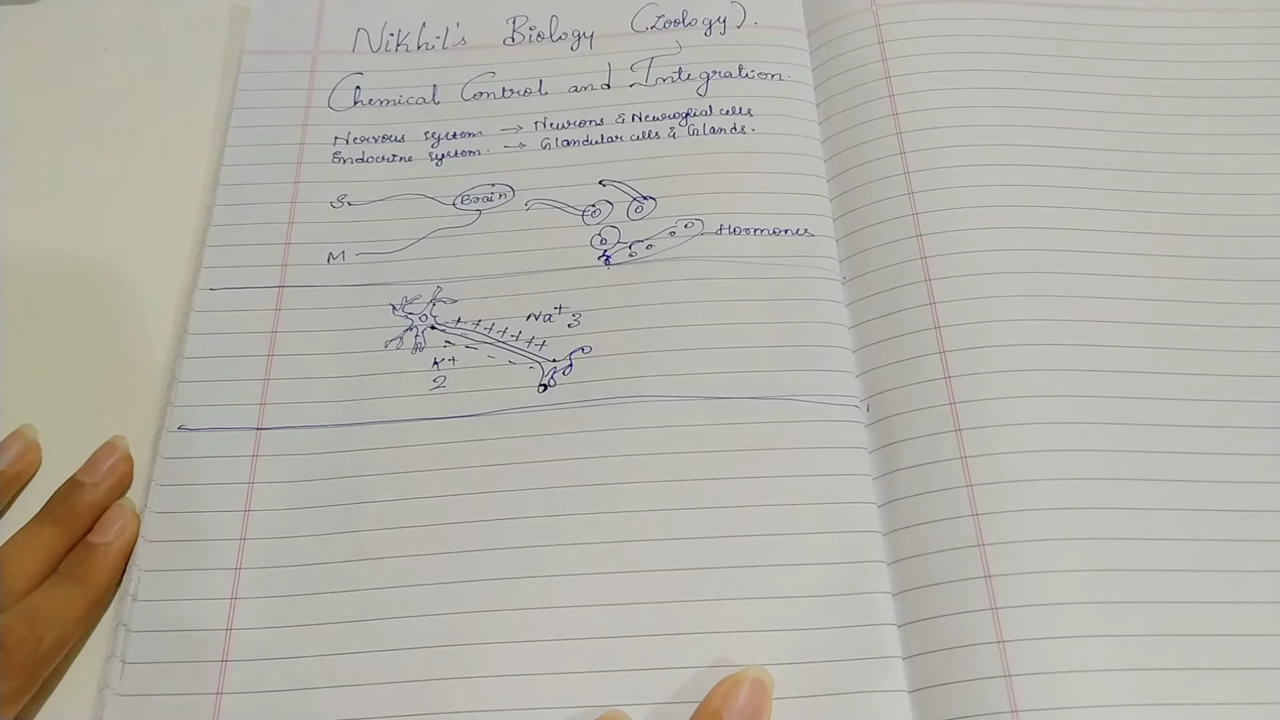 Nikhil's Biology (Zoology).
Chemical Control and Integration.
Nervous system → Neurons & Neuroglial cells
Endocrine system. → Glandular cells & Glands.
S Brain
M
Hormones
+ + + + + + + Na+ 3
K+
2